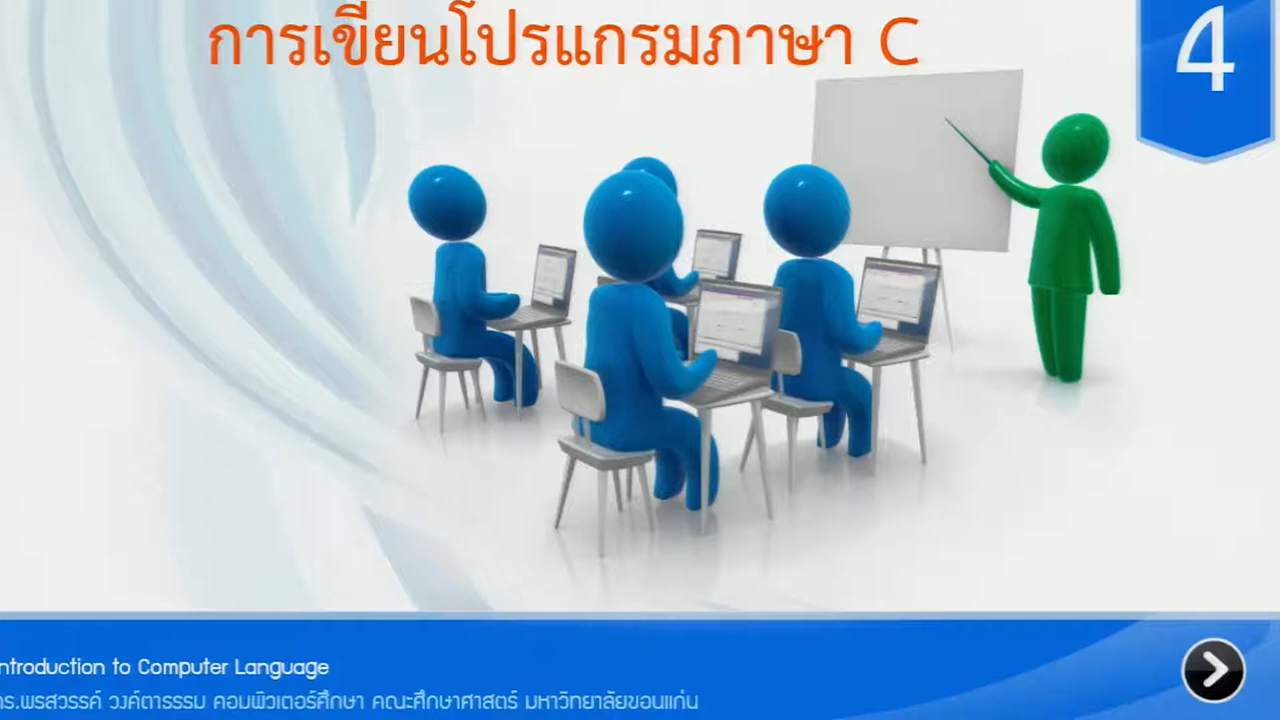 การเขียนโปรแกรมภาษา C
4
ntroduction to Computer Language
ดร.พรสวรรค์ วงค์ตาธรรม คอมพิวเตอร์ศึกษา คณะศึกษาศาสตร์ มหาวิทยาลัยขอนแก่น